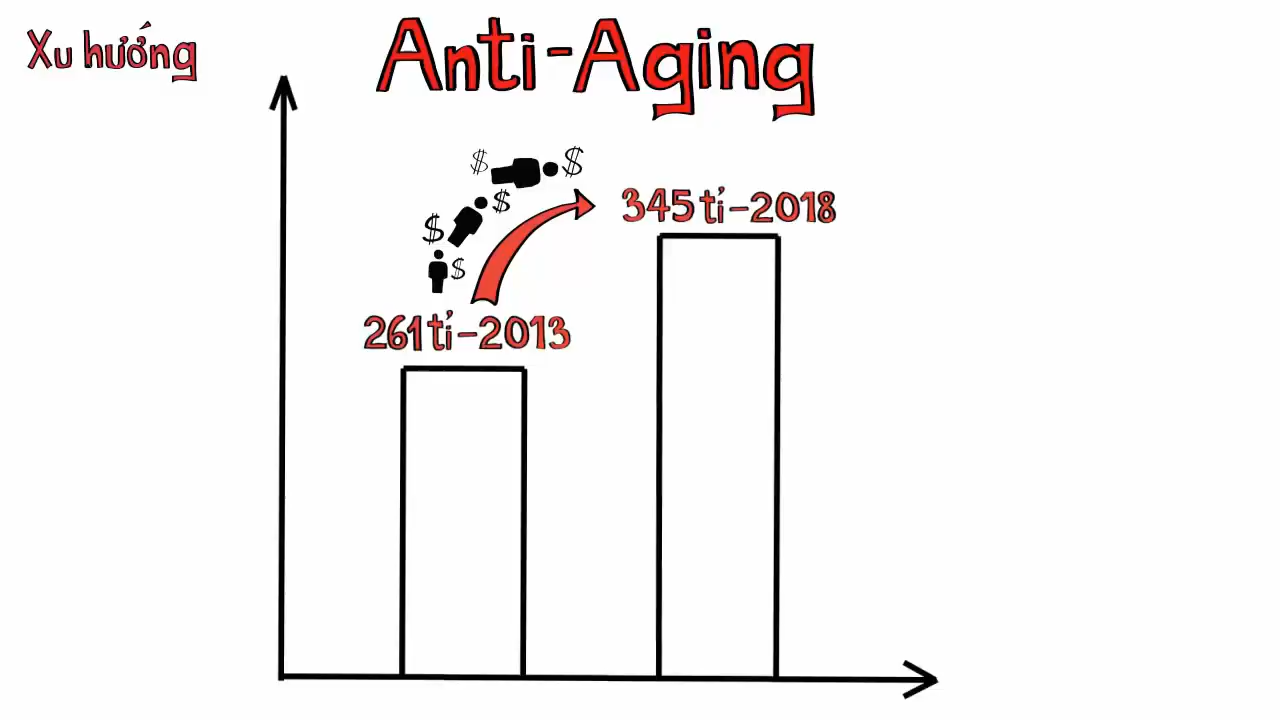 Xu hướng
Anti-Aging
$ $
345 tỉ-2018
$ $
$
261 tỉ-2013